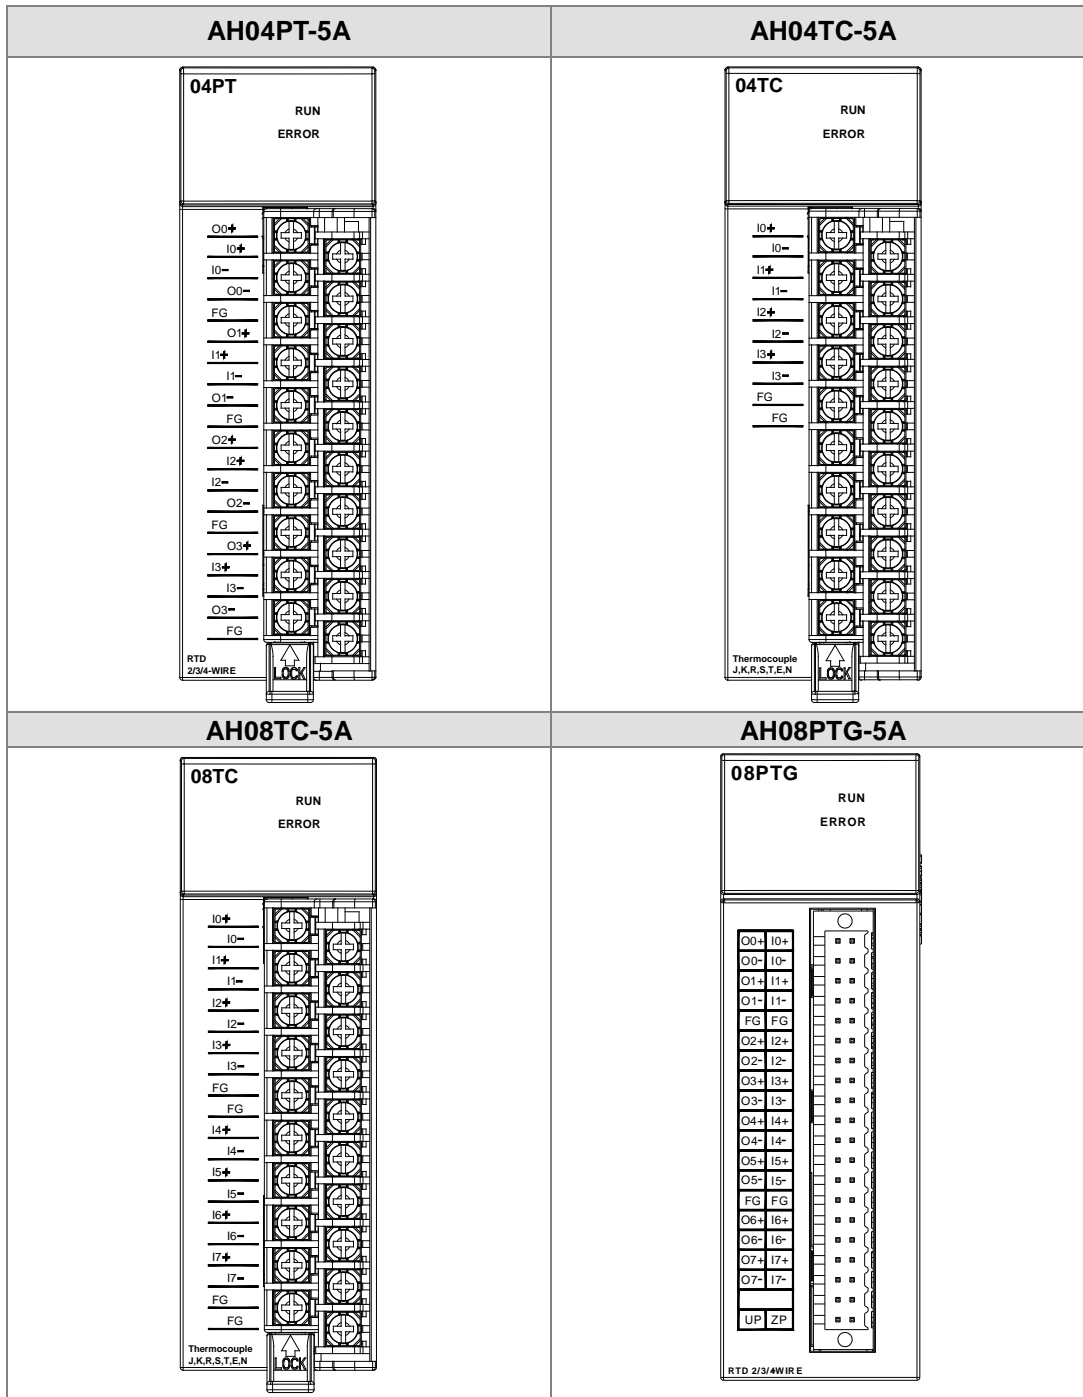 AH04PT-5A
AH04TC-5A
04PT
RUN
ERROR
O0+
I0+
I0-
O0-
FG
O1+
I1+
I1-
O1-
FG
O2+
I2+
I2-
O2-
FG
O3+
I3+
I3-
O3-
FG
RTD
2/3/4-WIRE
LOCK
04TC
RUN
ERROR
I0+
I0-
I1+
I1-
I2+
I2-
I3+
I3-
FG
FG
Thermocouple
J,K,R,S,T,E,N
LOCK
AH08TC-5A
AH08PTG-5A
08TC
RUN
ERROR
I0+
I0-
I1+
I1-
I2+
I2-
I3+
I3-
FG
FG
I4+
I4-
I5+
I5-
I6+
I6-
I7+
I7-
FG
FG
Thermocouple
J,K,R,S,T,E,N
LOCK
08PTG
RUN
ERROR
O0+ I0+
O0- I0-
O1+ I1+
O1- I1-
FG FG
O2+ I2+
O2- I2-
O3+ I3+
O3- I3-
O4+ I4+
O4- I4-
O5+ I5+
O5- I5-
FG FG
O6+ I6+
O6- I6-
O7+ I7+
O7- I7-
UP ZP
RTD 2/3/4WIRE